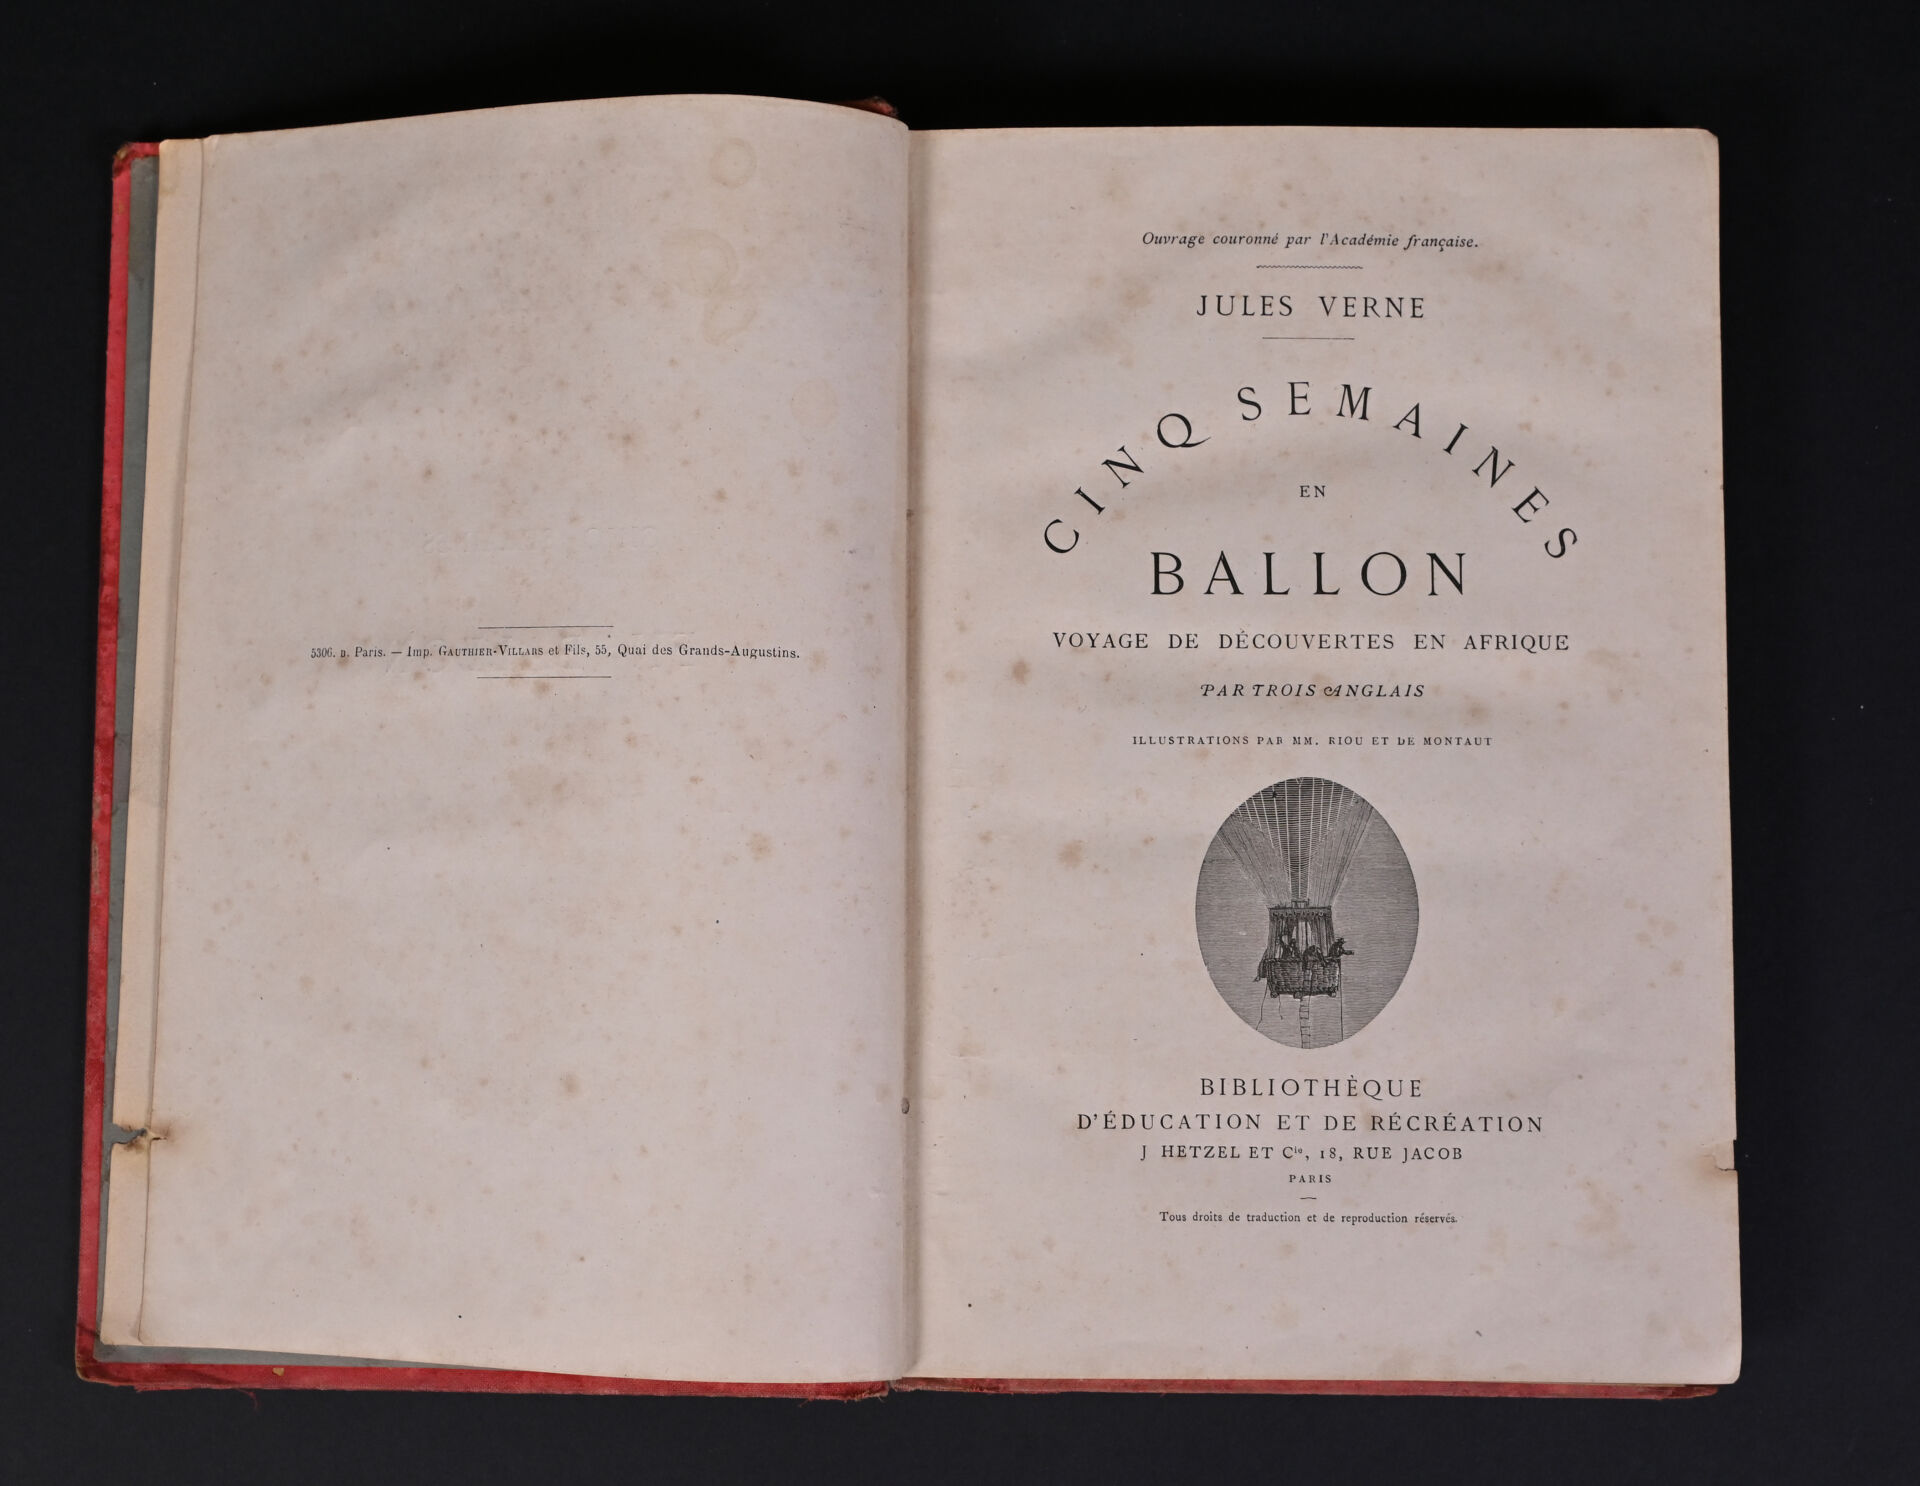 5306. B. Paris. — Imp. GAUTHIER-VILLARS et Fils, 55, Quai des Grands-Augustins.
Ouvrage couronné par l'Académie française.
JULES VERNE
CINQ SEMAINES
EN
BALLON
VOYAGE DE DÉCOUVERTES EN AFRIQUE
PAR TROIS ANGLAIS
ILLUSTRATIONS PAR MM. RIOU ET DE MONTAUT
BIBLIOTHÈQUE
D'ÉDUCATION ET DE RÉCRÉATION
J HETZEL ET Cie, 18, RUE JACOB
PARIS
Tous droits de traduction et de reproduction réservés.